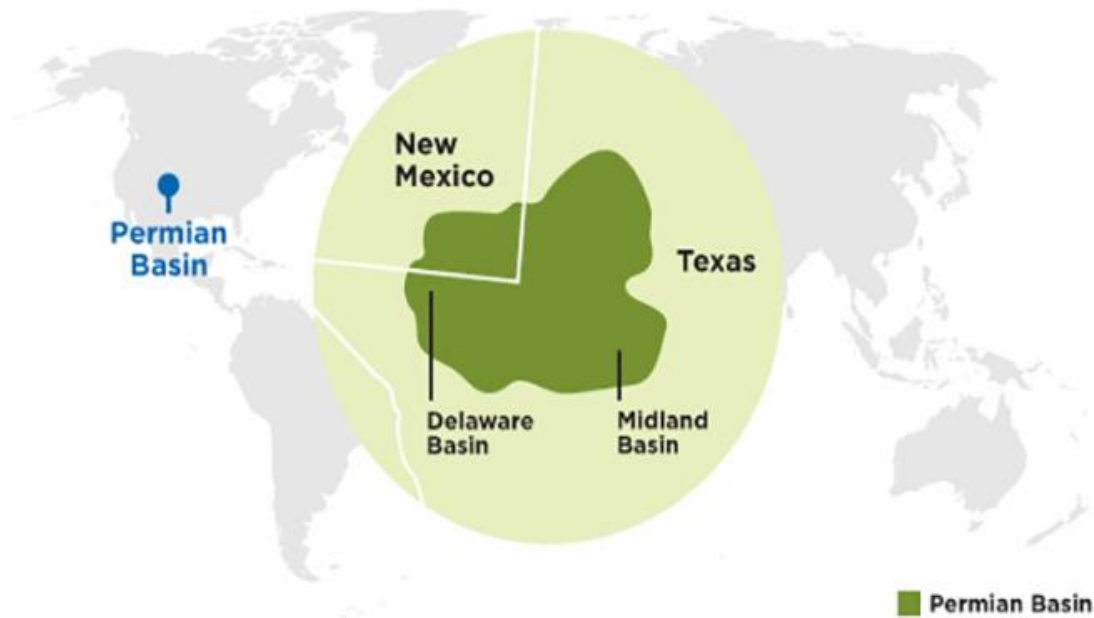 New
Mexico
Permian
Basin
Texas
Delaware
Basin
Midland
Basin
Permian Basin